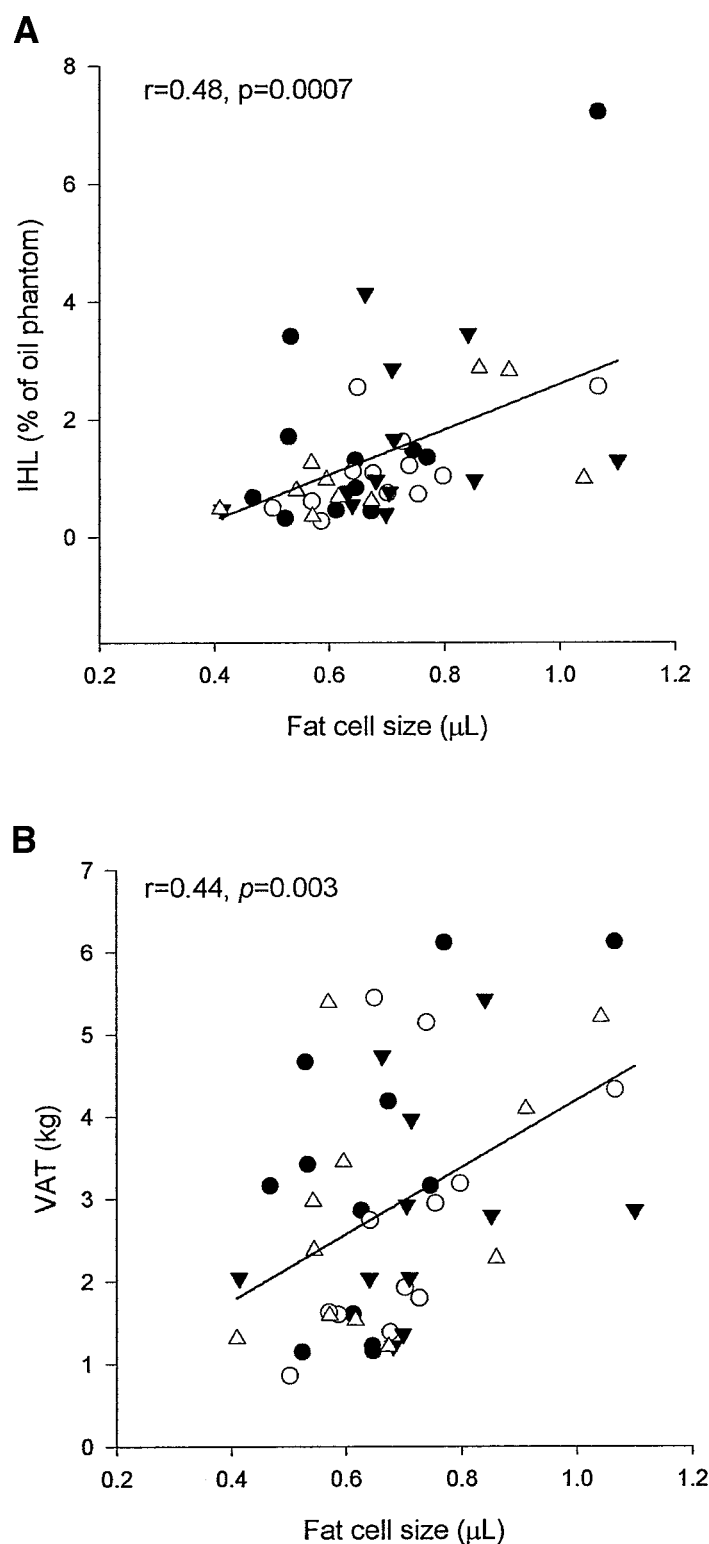 A
r=0.48, p=0.0007
8
6
4
2
0
IHL (% of oil phantom)
0.2 0.4 0.6 0.8 1.0 1.2
Fat cell size (μL)
B
r=0.44, p=0.003
7
6
5
4
3
2
1
0
VAT (kg)
0.2 0.4 0.6 0.8 1.0 1.2
Fat cell size (μL)